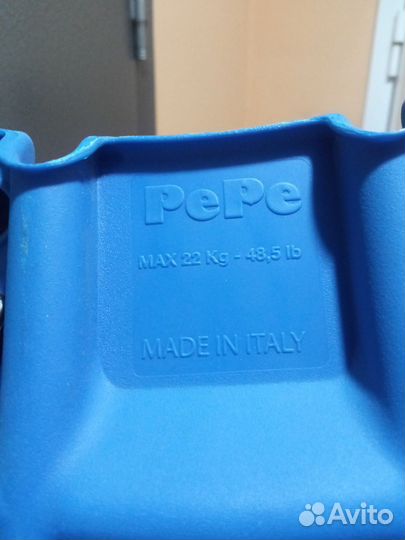 PePe
MAX 22 Kg - 48,5 lb
MADE IN ITALY
Avito